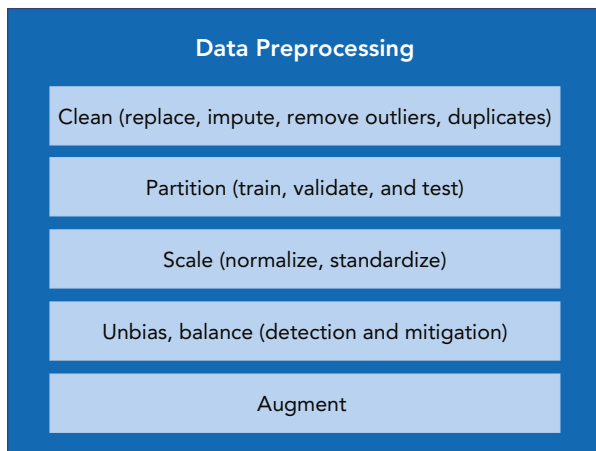 Data Preprocessing
Clean (replace, impute, remove outliers, duplicates)
Partition (train, validate, and test)
Scale (normalize, standardize)
Unbias, balance (detection and mitigation)
Augment